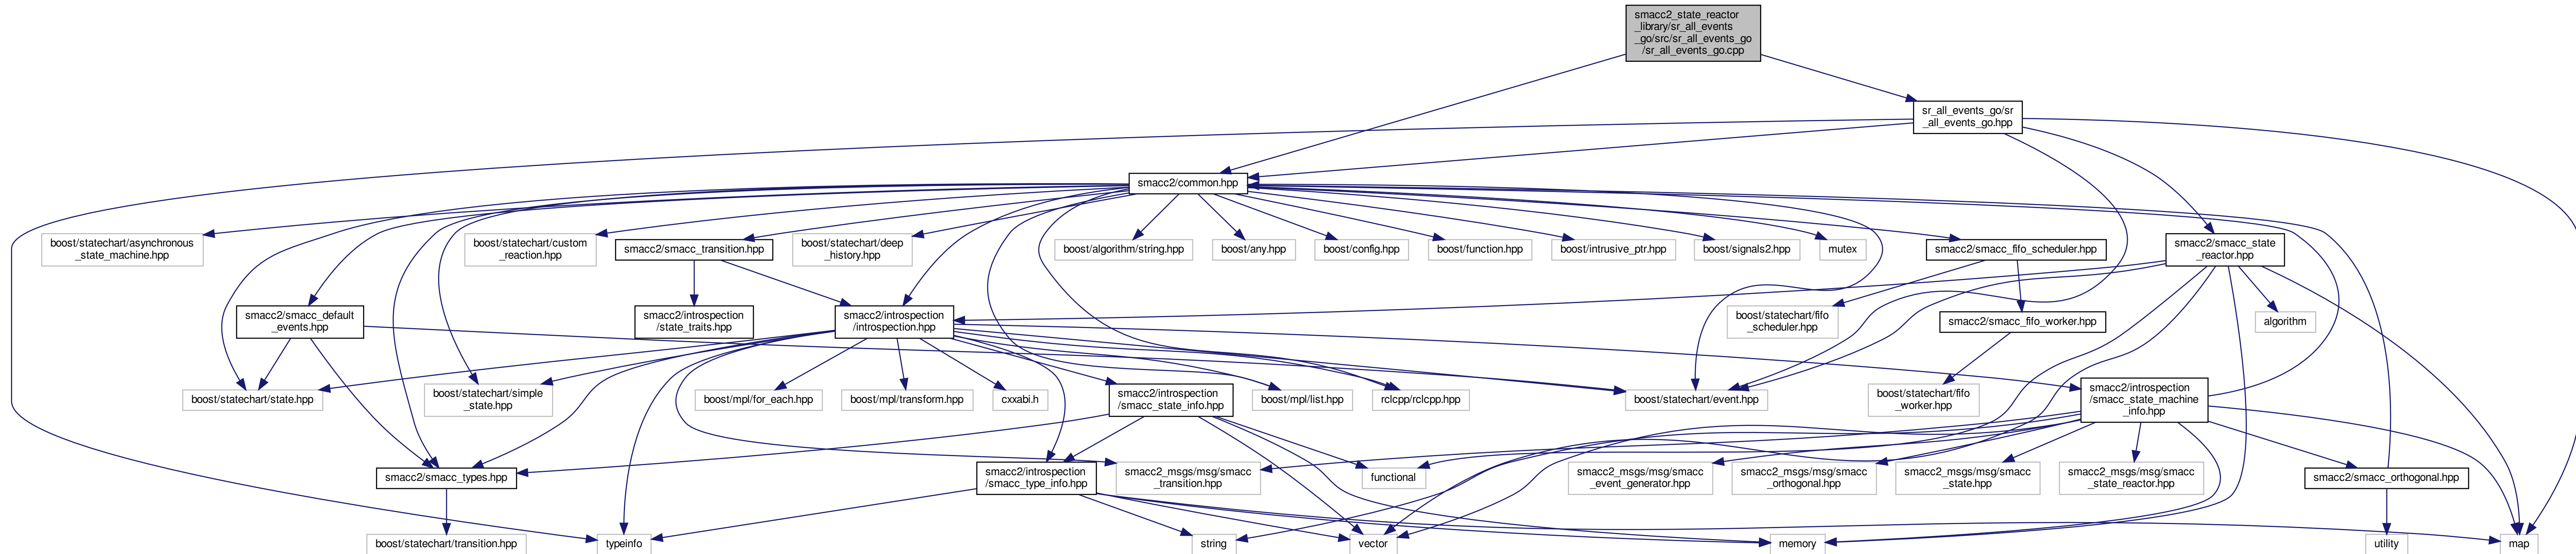 smacc2_state_reactor
_library/sr_all_events
_go/src/sr_all_events_go
/sr_all_events_go.cpp
sr_all_events_go/sr
_all_events_go.hpp
smacc2/common.hpp
boost/statechart/asynchronous
_state_machine.hpp
boost/statechart/custom
_reaction.hpp
smacc2/smacc_transition.hpp
boost/statechart/deep
_history.hpp
boost/algorithm/string.hpp
boost/any.hpp
boost/config.hpp
boost/function.hpp
boost/intrusive_ptr.hpp
boost/signals2.hpp
mutex
smacc2/smacc_fifo_scheduler.hpp
smacc2/smacc_state
_reactor.hpp
smacc2/smacc_default
_events.hpp
smacc2/introspection
/state_traits.hpp
smacc2/introspection
/introspection.hpp
boost/statechart/fifo
_scheduler.hpp
smacc2/smacc_fifo_worker.hpp
algorithm
boost/statechart/state.hpp
boost/statechart/simple
_state.hpp
boost/mpl/for_each.hpp
boost/mpl/transform.hpp
cxxabi.h
smacc2/introspection
/smacc_state_info.hpp
boost/mpl/list.hpp
rclcpp/rclcpp.hpp
boost/statechart/event.hpp
boost/statechart/fifo
_worker.hpp
smacc2/introspection
/smacc_state_machine
_info.hpp
smacc2/smacc_types.hpp
smacc2/introspection
/smacc_type_info.hpp
smacc2_msgs/msg/smacc
_transition.hpp
functional
smacc2_msgs/msg/smacc
_event_generator.hpp
smacc2_msgs/msg/smacc
_orthogonal.hpp
smacc2_msgs/msg/smacc
_state.hpp
smacc2_msgs/msg/smacc
_state_reactor.hpp
smacc2/smacc_orthogonal.hpp
boost/statechart/transition.hpp
typeinfo
string
vector
memory
utility
map